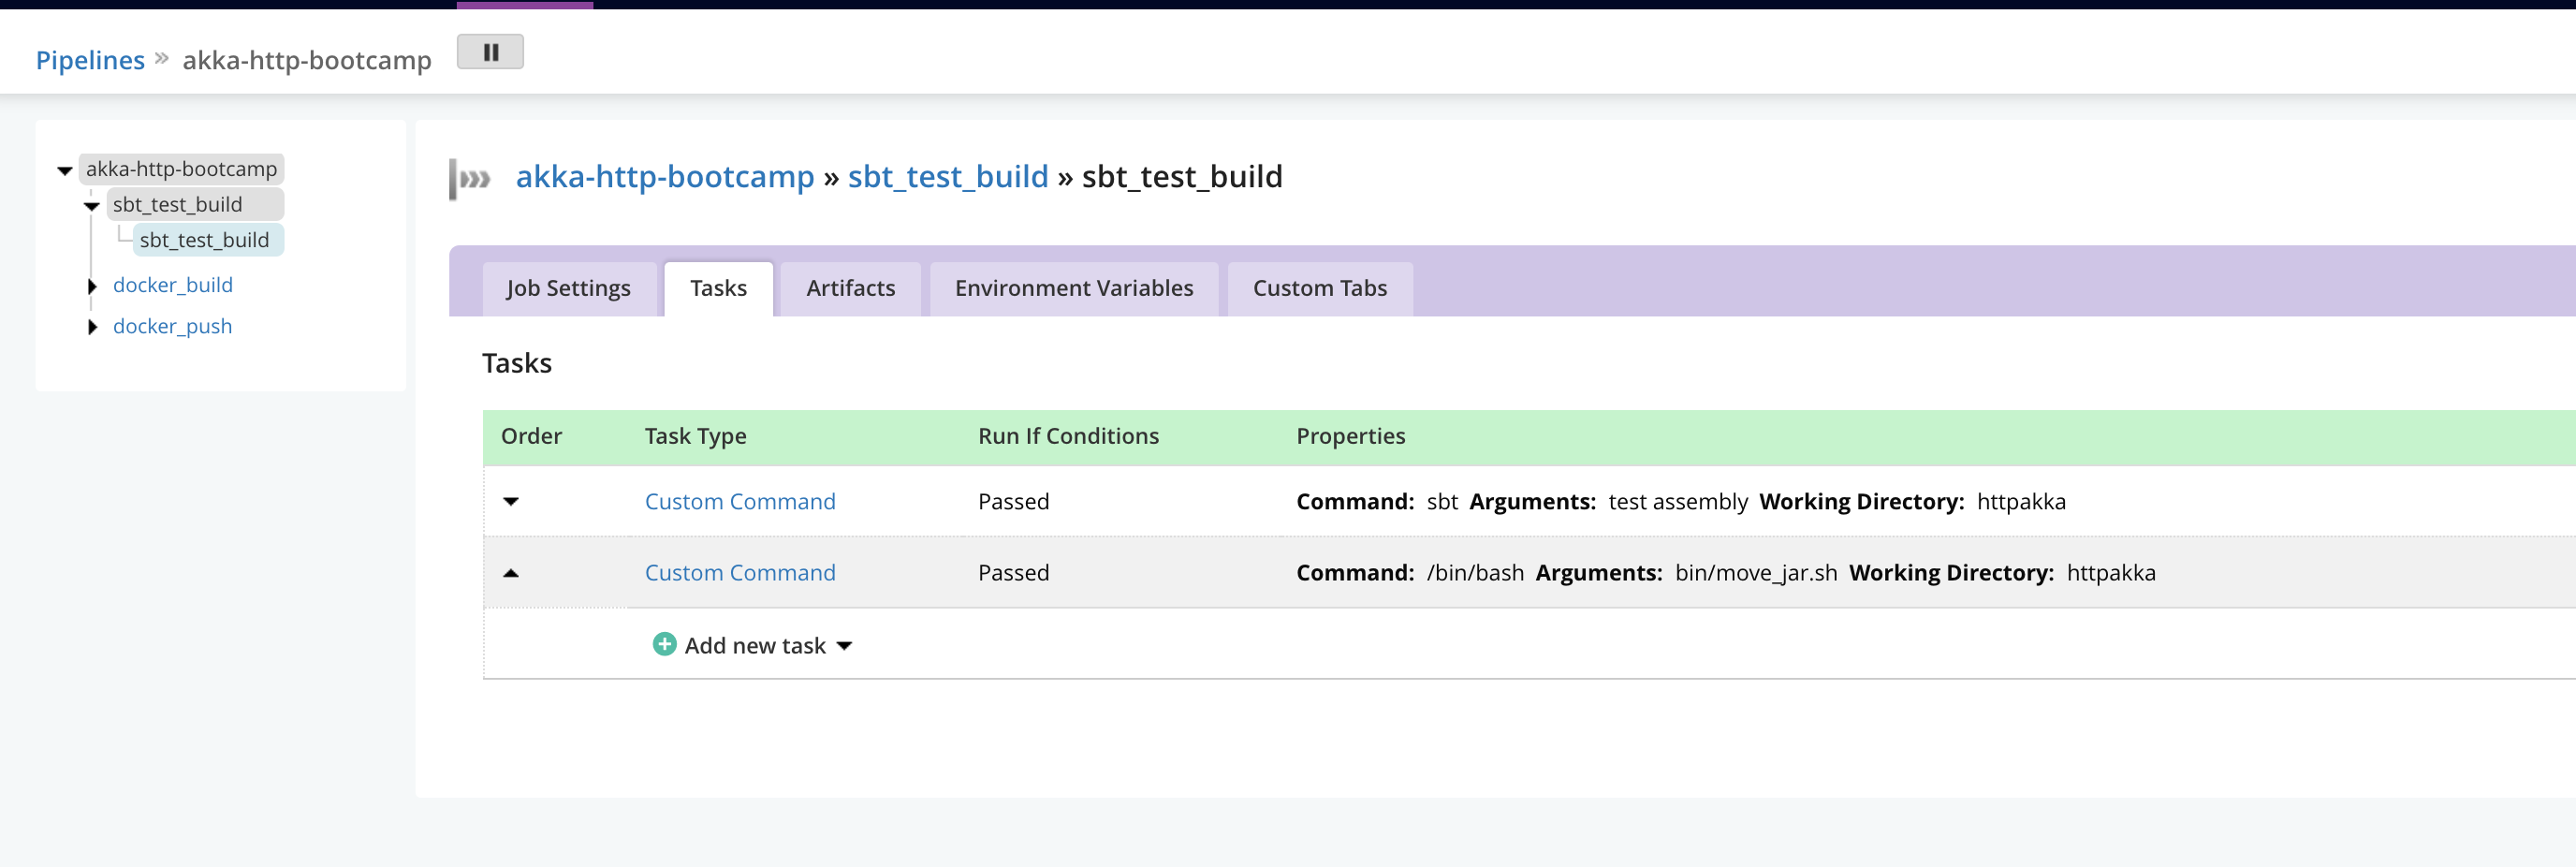 Pipelines » akka-http-bootcamp
akka-http-bootcamp
sbt_test_build
sbt_test_build
docker_build
docker_push
akka-http-bootcamp » sbt_test_build » sbt_test_build
Job Settings Tasks Artifacts Environment Variables Custom Tabs
Tasks
Order Task Type Run If Conditions Properties
Custom Command Passed Command: sbt Arguments: test assembly Working Directory: httpakka
Custom Command Passed Command: /bin/bash Arguments: bin/move_jar.sh Working Directory: httpakka
Add new task